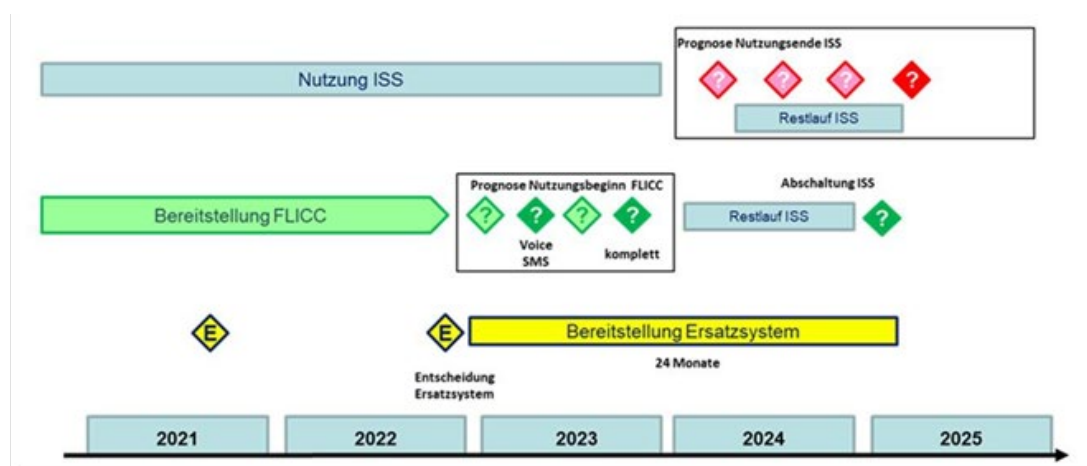 Prognose Nutzungsende ISS
Nutzung ISS
? ? ? ?
Restlauf ISS
Prognose Nutzungsbeginn FLICC
Abschaltung ISS
Bereitstellung FLICC
? ? ? ?
Restlauf ISS
?
Voice
SMS
komplett
E
E
Bereitstellung Ersatzsystem
24 Monate
Entscheidung
Ersatzsystem
2021
2022
2023
2024
2025